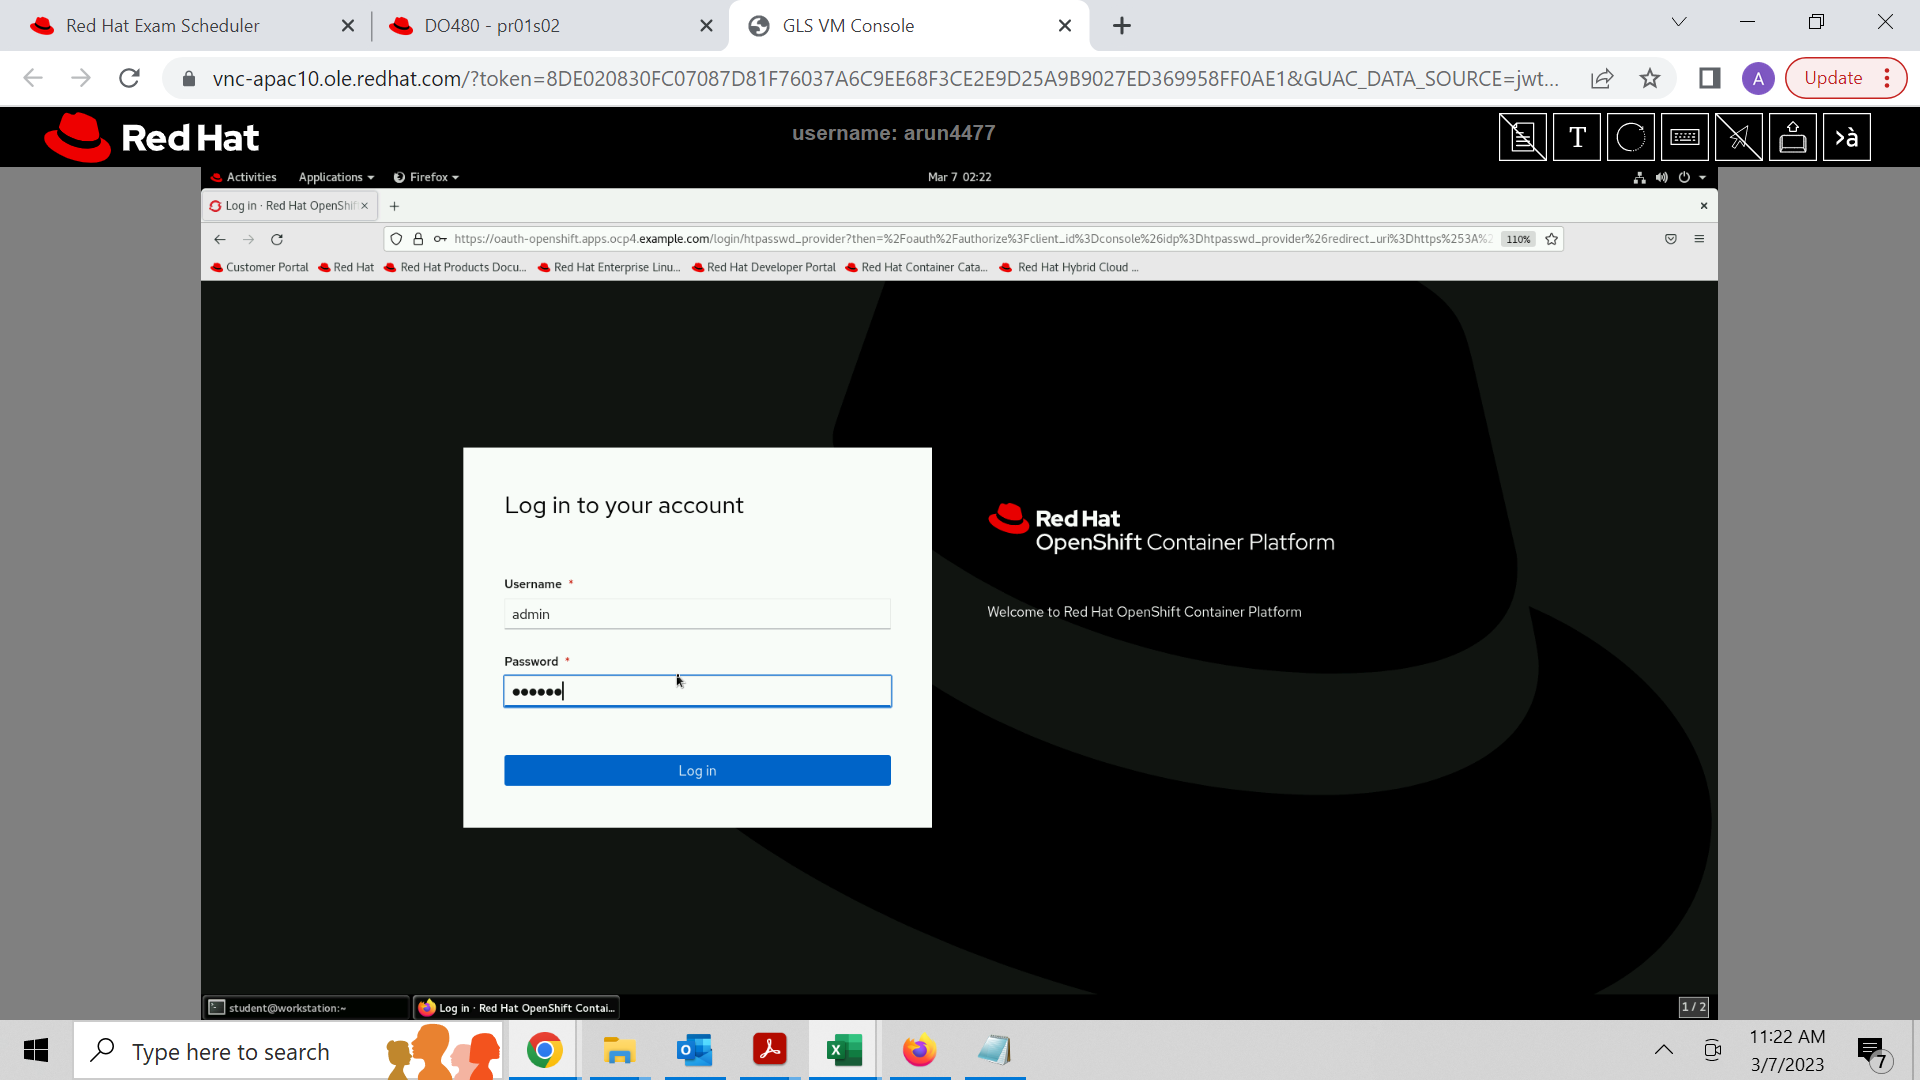 Red Hat Exam Scheduler
DO480 - pr01s02
GLS VM Console
vnc-apac10.ole.redhat.com/?token=8DE020830FC07087D81F76037A6C9EE68F3CE2E9D25A9B9027ED369958FF0AE1&GUAC_DATA_SOURCE=jwt...
A
Update
Red Hat
username: arun4477
T
>à
Activities
Applications
Firefox
Mar 7 02:22
Log in · Red Hat OpenShif
https://oauth-openshift.apps.ocp4.example.com/login/htpasswd_provider?then=%2Foauth%2Fauthorize%3Fclient_id%3Dconsole%26idp%3Dhtpasswd_provider%26redirect_uri%3Dhttps%253A%2
110%
Customer Portal
Red Hat
Red Hat Products Docu...
Red Hat Enterprise Linu...
Red Hat Developer Portal
Red Hat Container Cata...
Red Hat Hybrid Cloud ...
Log in to your account
Username *
admin
Password *
●●●●●●
Log in
Red Hat
OpenShift Container Platform
Welcome to Red Hat OpenShift Container Platform
student@workstation:~
Log in · Red Hat OpenShift Contai...
1 / 2
Type here to search
11:22 AM
3/7/2023
7